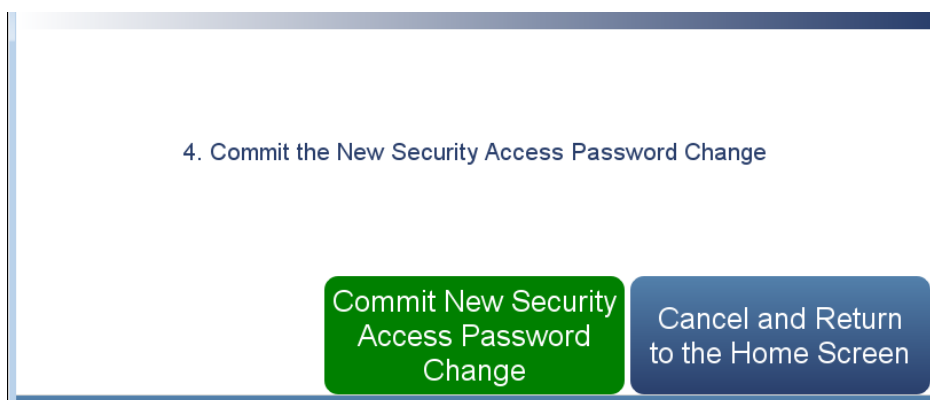 4. Commit the New Security Access Password Change
Commit New Security
Access Password
Change
Cancel and Return
to the Home Screen